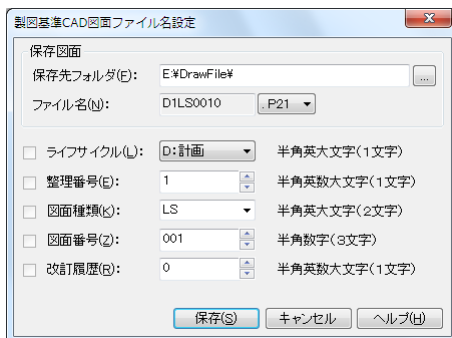 製図基準CAD図面ファイル名設定
保存図面
保存先フォルダ(F): E:¥DrawFile¥ ...
ファイル名(N): D1LS0010 .P21
ライフサイクル(L): D:計画 半角英大文字(1文字)
整理番号(E): 1 半角英数大文字(1文字)
図面種類(K): LS 半角英大文字(2文字)
図面番号(Z): 001 半角数字(3文字)
改訂履歴(R): 0 半角英数大文字(1文字)
保存(S) キャンセル ヘルプ(H)